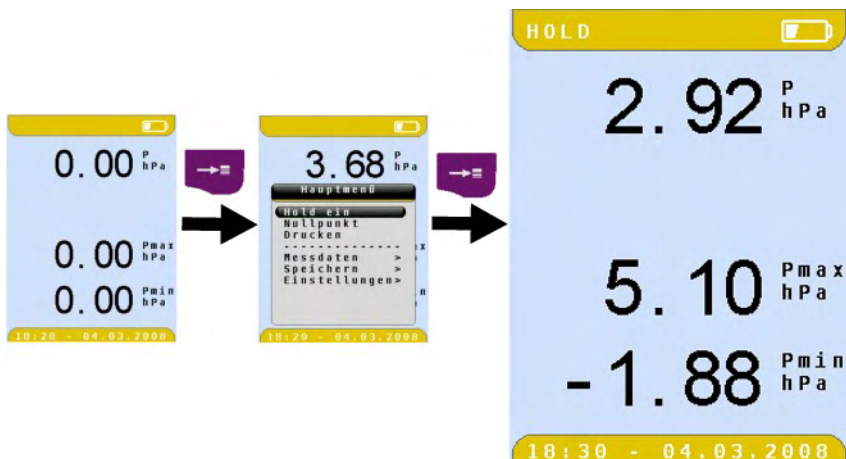 0.00 P hPa
0.00 Pmax hPa
0.00 Pmin hPa
18:28 - 04.03.2008
3.68 P hPa
Hauptmenü
Hold ein
Nullpunkt
Drucken
---------------
Messdaten >
Speichern >
Einstellungen>
18:29 - 04.03.2008
HOLD
2.92 P hPa
5.10 Pmax hPa
-1.88 Pmin hPa
18:30 - 04.03.2008